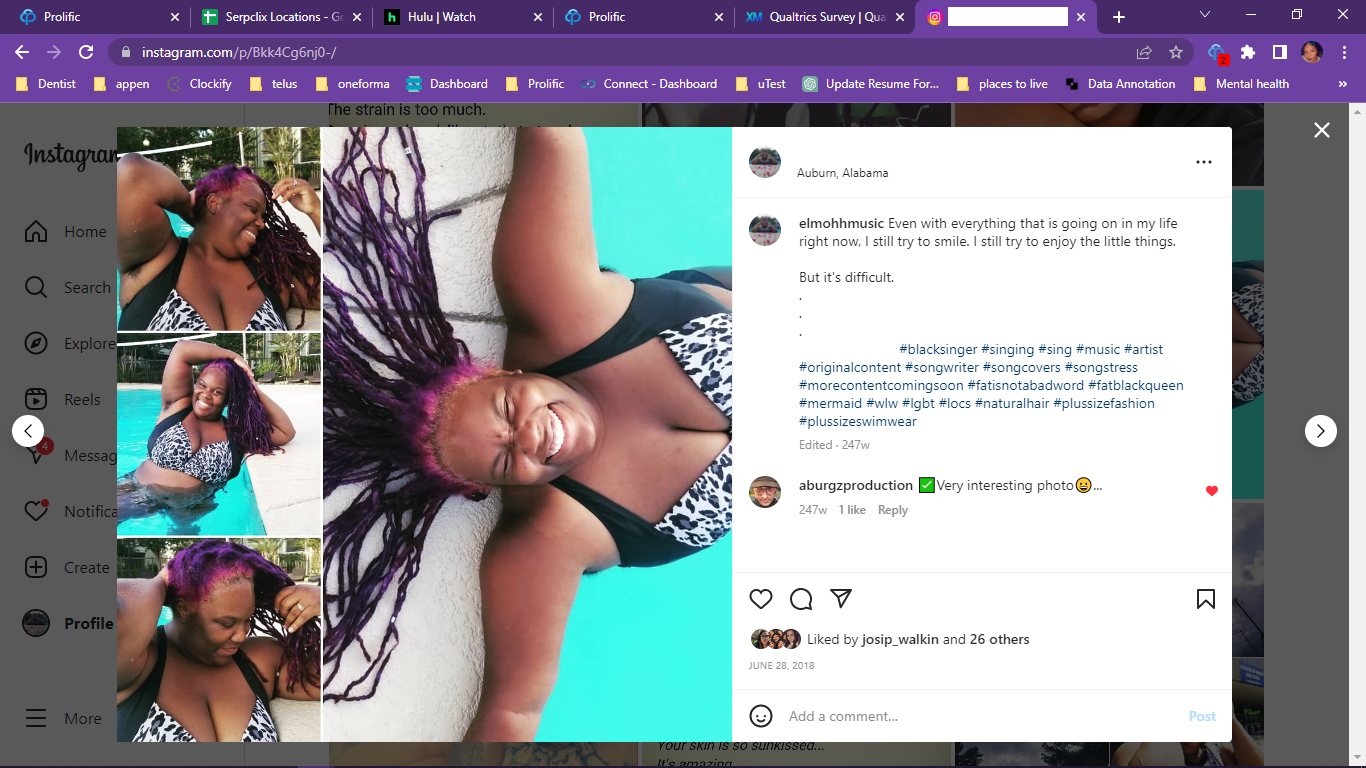 Prolific
Serpclix Locations - Go
Hulu | Watch
Prolific
XM Qualtrics Survey | Qua
instagram.com/p/Bkk4Cg6nj0-/
2
Dentist
appen
Clockify
telus
oneforma
Dashboard
Prolific
Connect - Dashboard
uTest
Update Resume For...
places to live
Data Annotation
Mental health
»
The strain is too much.
Instagram
Home
Search
Explore
Reels
4
Messag
Notifica
Create
Profile
More
Auburn, Alabama
elmohhmusic Even with everything that is going on in my life
right now, I still try to smile. I still try to enjoy the little things.
But it's difficult.
.
.
.
#blacksinger #singing #sing #music #artist
#originalcontent #songwriter #songcovers #songstress
#morecontentcomingsoon #fatisnotabadword #fatblackqueen
#mermaid #wlw #lgbt #locs #naturalhair #plussizefashion
#plussizeswimwear
Edited · 247w
aburgzproduction ✅Very interesting photo😀...
247w 1 like Reply
Liked by josip_walkin and 26 others
JUNE 28, 2018
Add a comment...
Post
Your skin is so sunkissed...
It's amazing